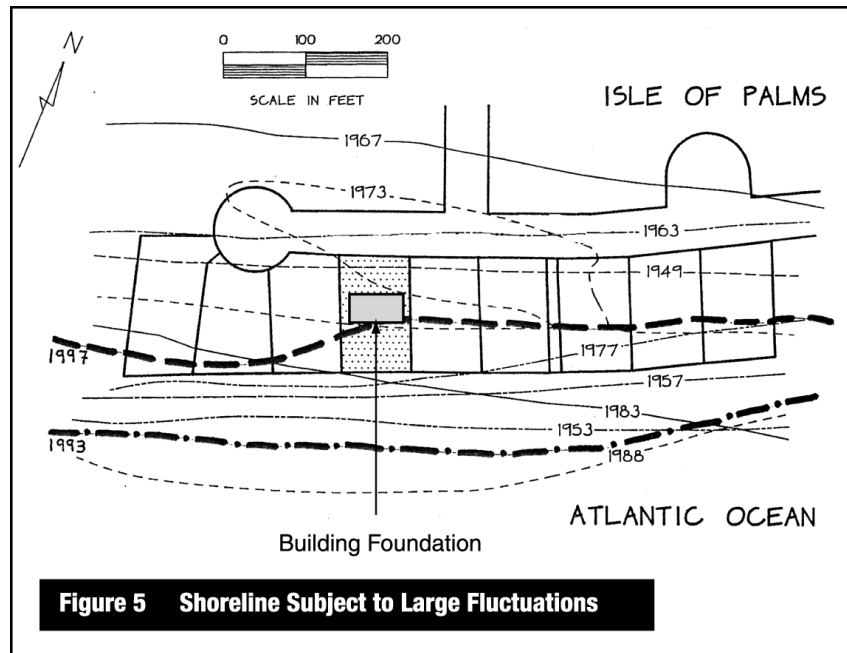 N
0 100 200
SCALE IN FEET
ISLE OF PALMS
1967
1973
1963
1949
1977
1997
1957
1983
1953
1993
1988
ATLANTIC OCEAN
Building Foundation
Figure 5 Shoreline Subject to Large Fluctuations